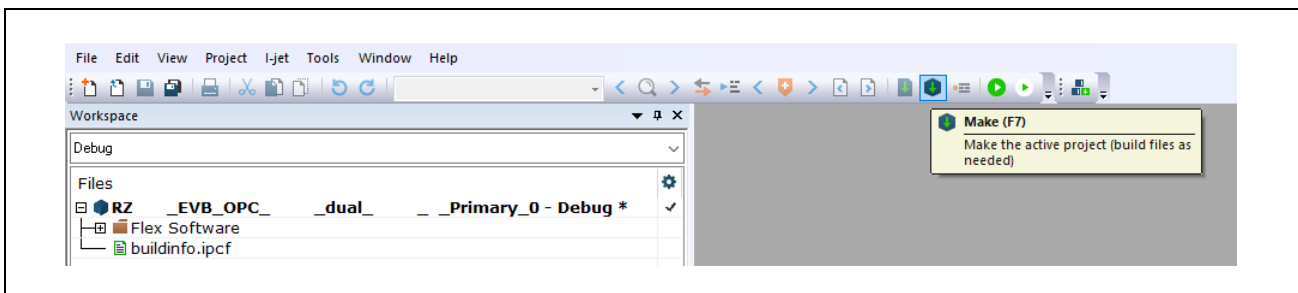 File Edit View Project I-jet Tools Window Help
Workspace
Debug
Files
RZ _EVB_OPC_ _dual_ _ _Primary_0 - Debug *
Flex Software
buildinfo.ipcf
Make (F7)
Make the active project (build files as
needed)